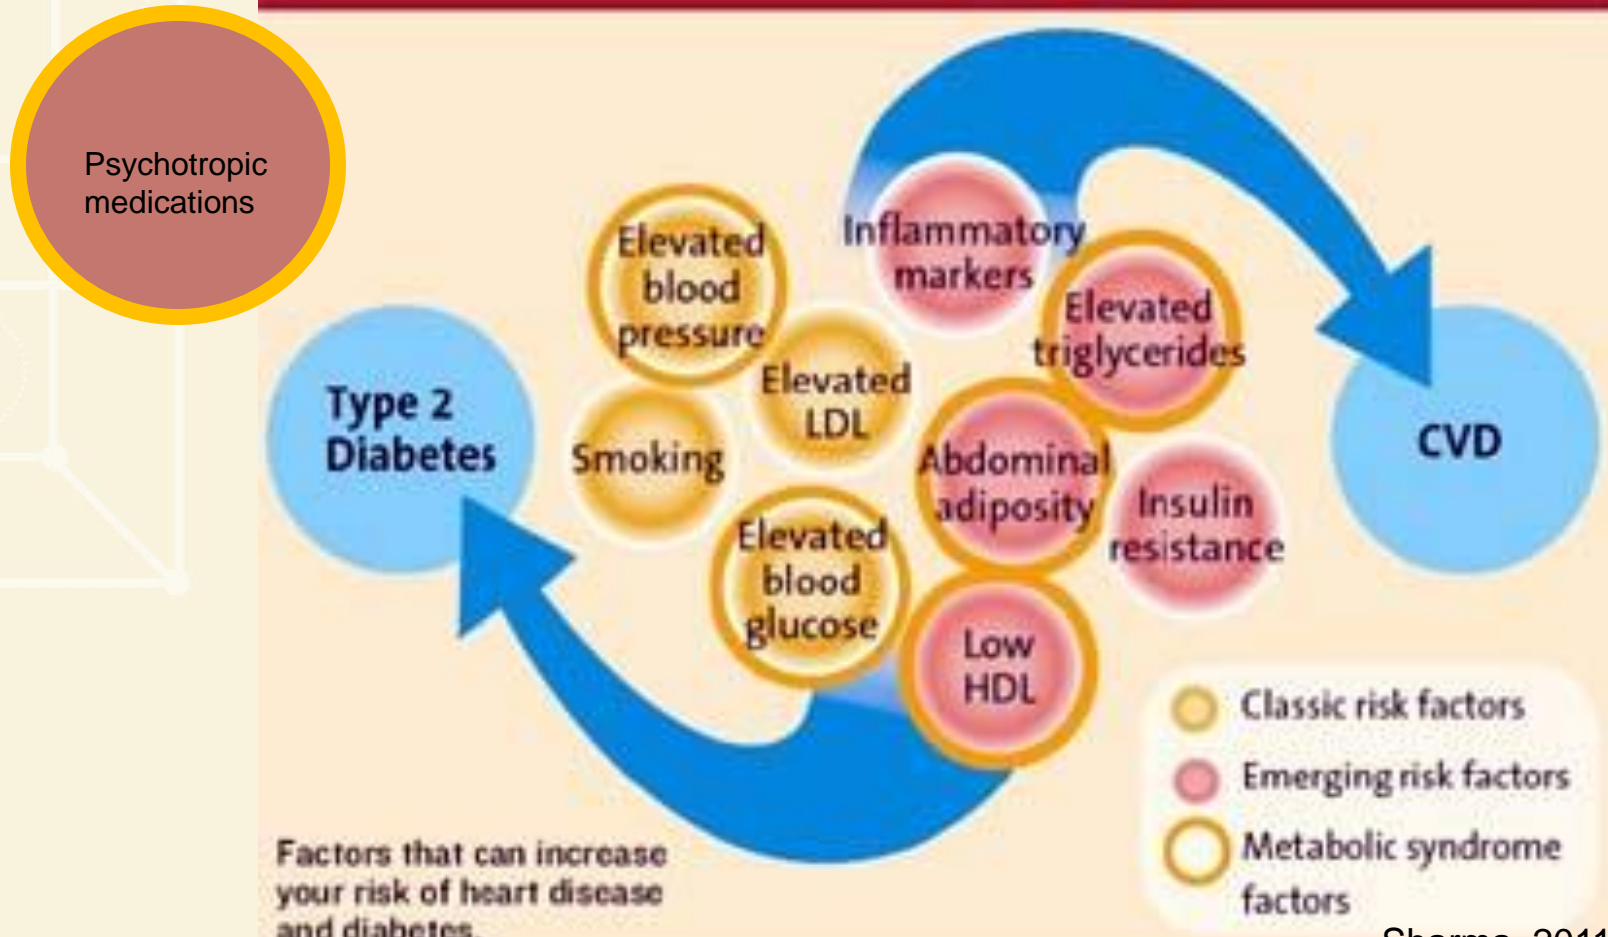 Psychotropic
medications
Elevated
blood
pressure
Inflammatory
markers
Elevated
triglycerides
Elevated
LDL
Type 2
Diabetes
Smoking
Abdominal
adiposity
CVD
Insulin
resistance
Elevated
blood
glucose
Low
HDL
Classic risk factors
Emerging risk factors
Metabolic syndrome
factors
Factors that can increase
your risk of heart disease
and diabetes.
Sharma, 2011